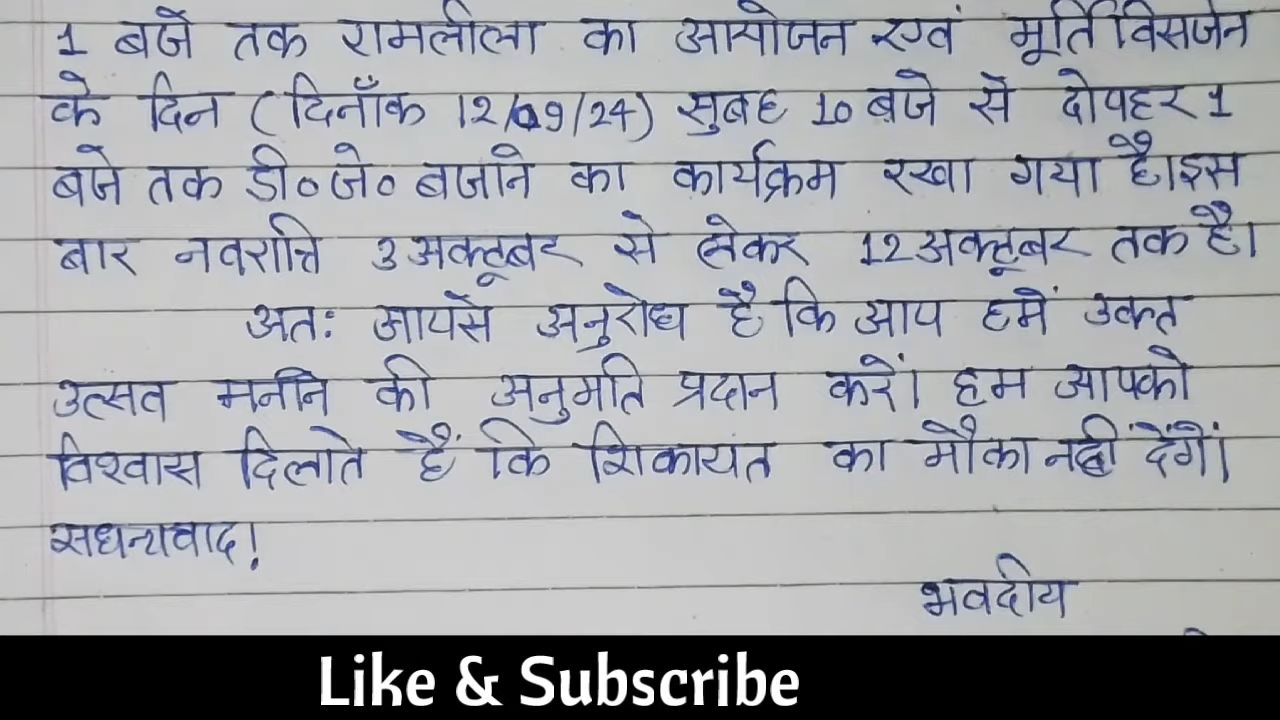 1 बजे तक रामलीला का आयोजन एवं मूर्ति विसर्जन
के दिन (दिनाँक 12/09/24) सुबह 10 बजे से दोपहर 1
बजे तक डी०जे० बजाने का कार्यक्रम रखा गया है। इस
बार नवरात्रि 3 अक्टूबर से लेकर 12 अक्टूबर तक है।
अतः आपसे अनुरोध है कि आप हमें उक्त
उत्सव मनाने की अनुमति प्रदान करें। हम आपको
विश्वास दिलाते हैं कि शिकायत का मौका नहीं देंगें।
सधन्यवाद!
भवदीय
Like & Subscribe